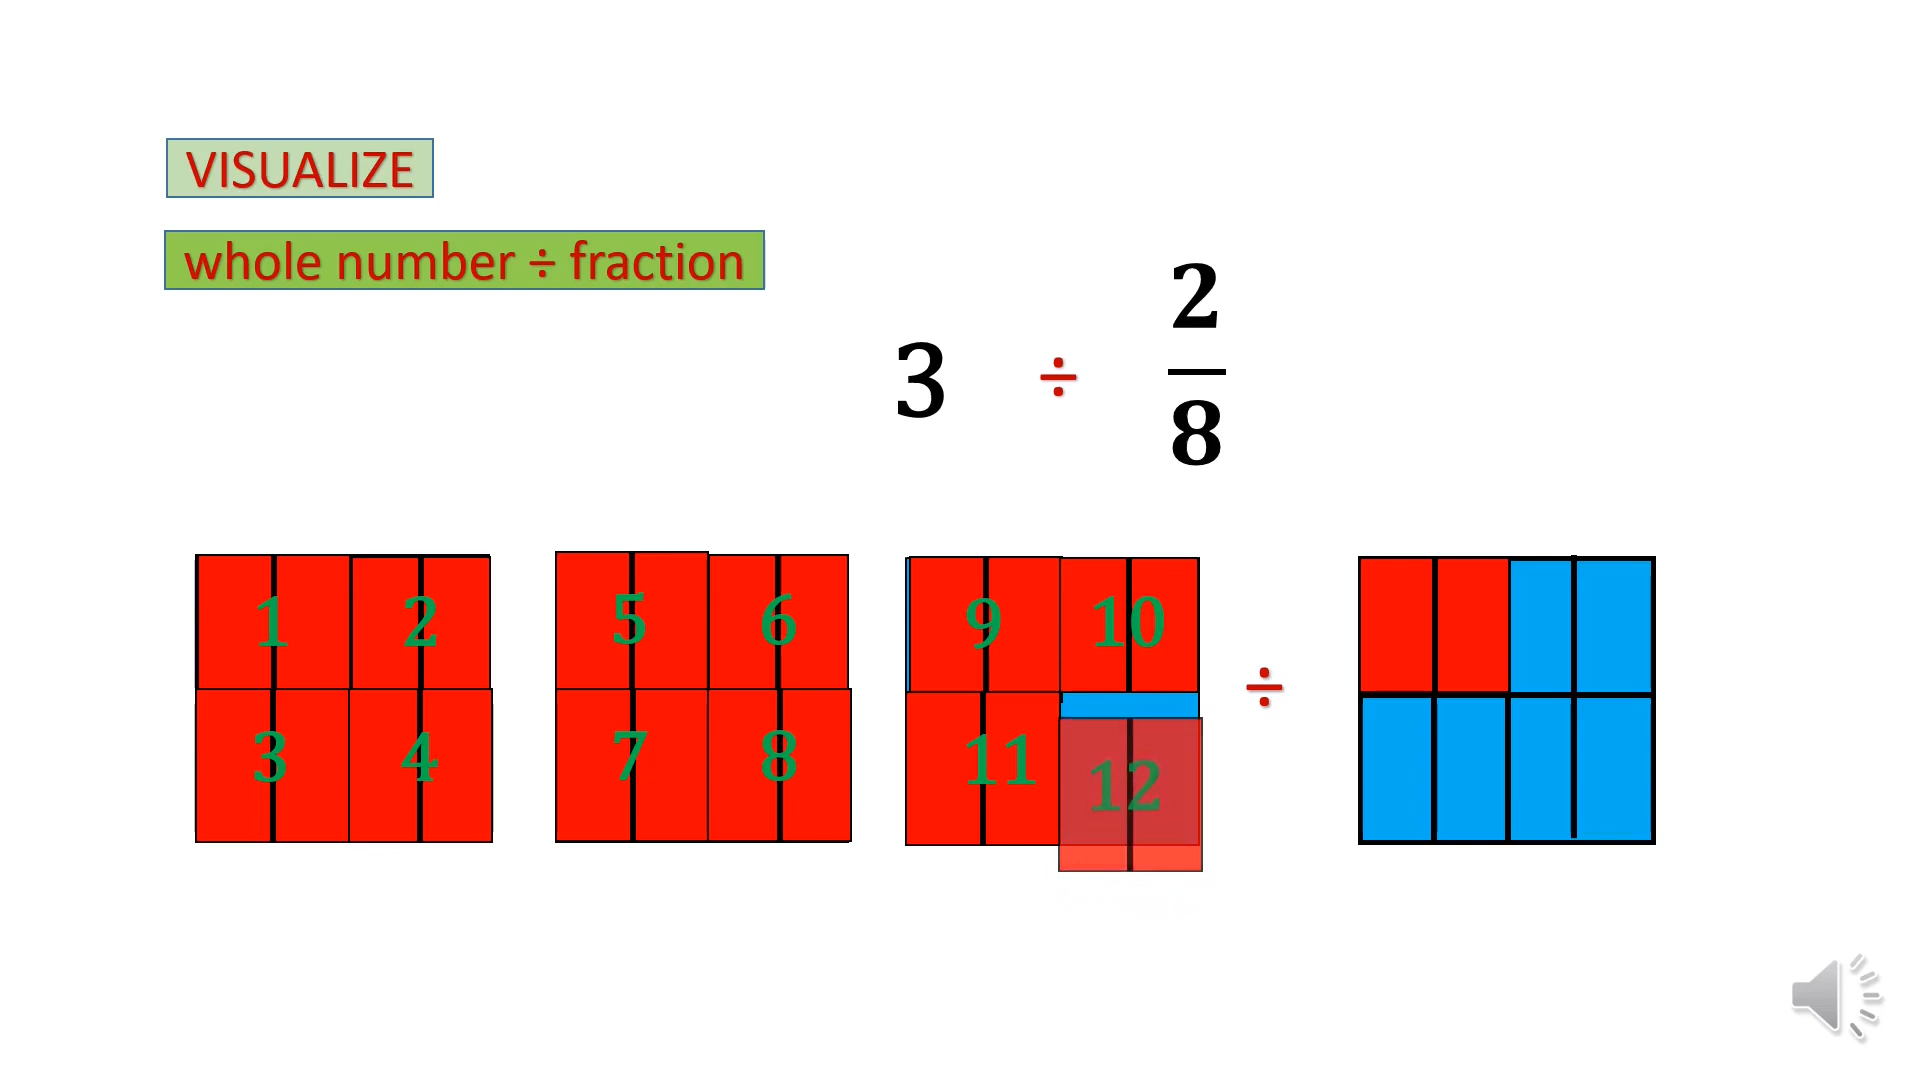 VISUALIZE
whole number ÷ fraction
3 ÷ 2/8
1 2 5 6 9 10
3 4 7 8 11 12
÷